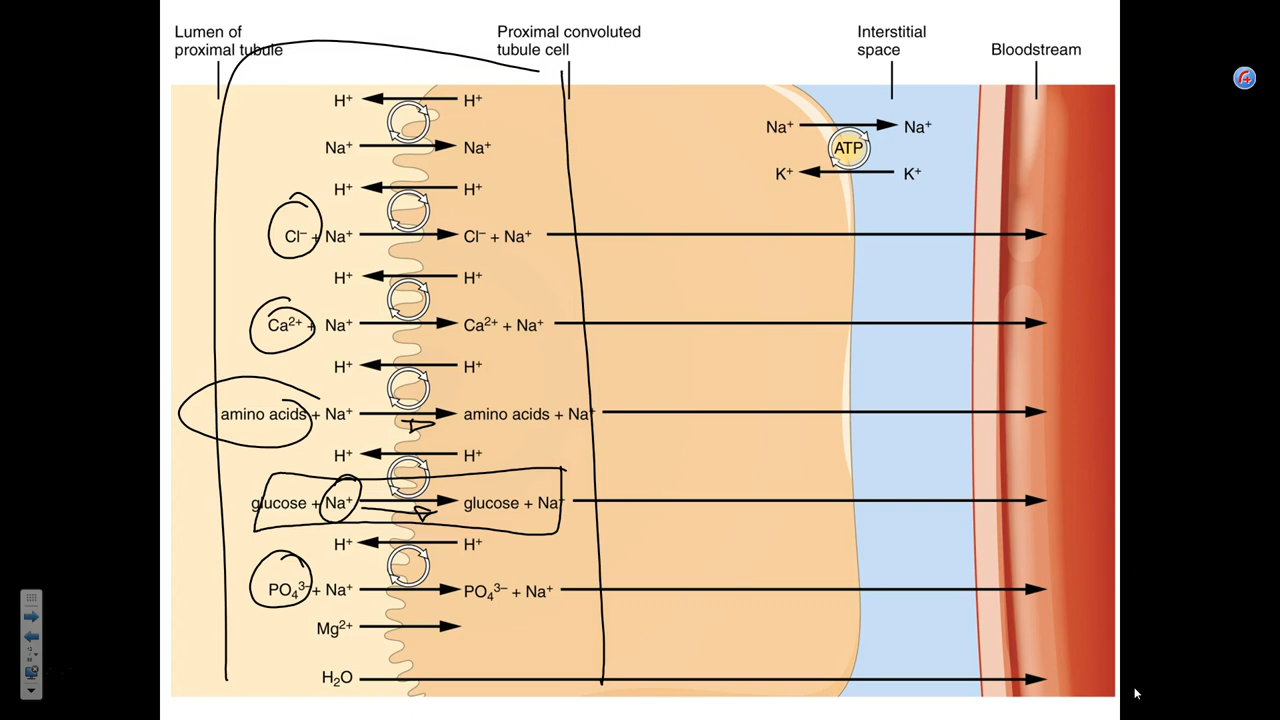 Lumen of
proximal tubule
Proximal convoluted
tubule cell
Interstitial
space
Bloodstream
H⁺ H⁺
Na⁺ Na⁺
Na⁺ Na⁺
ATP
K⁺ K⁺
H⁺ H⁺
Cl⁻ + Na⁺ Cl⁻ + Na⁺
H⁺ H⁺
Ca²⁺ + Na⁺ Ca²⁺ + Na⁺
H⁺ H⁺
amino acids + Na⁺ amino acids + Na⁺
H⁺ H⁺
glucose + Na⁺ glucose + Na⁺
H⁺ H⁺
PO₄³⁻ + Na⁺ PO₄³⁻ + Na⁺
Mg²⁺
H₂O